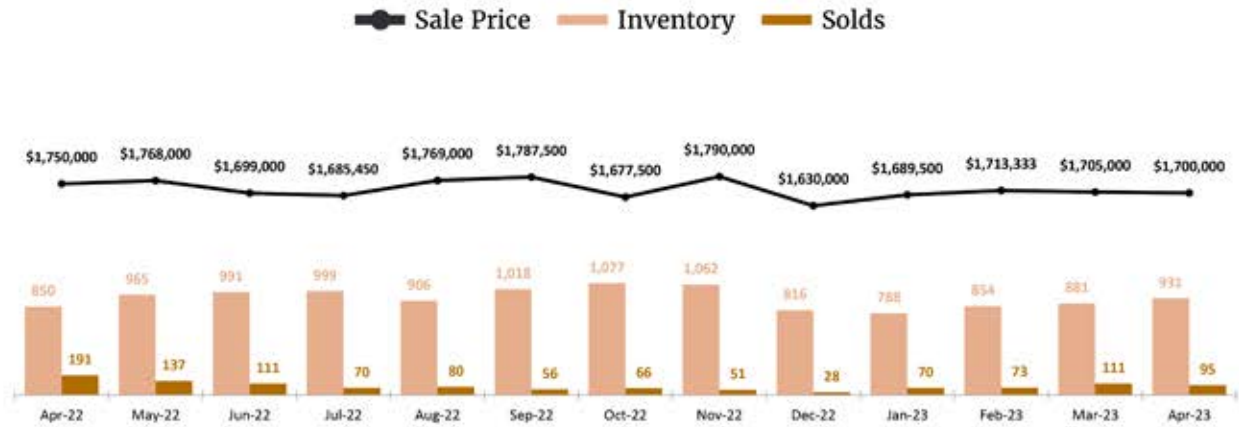 Sale Price Inventory Solds
$1,750,000 $1,768,000 $1,699,000 $1,685,450 $1,769,000 $1,787,500 $1,677,500 $1,790,000 $1,630,000 $1,689,500 $1,713,333 $1,705,000 $1,700,000
850 965 991 999 906 1,018 1,077 1,062 816 788 854 881 931
191 137 111 70 80 56 66 51 28 70 73 111 95
Apr-22 May-22 Jun-22 Jul-22 Aug-22 Sep-22 Oct-22 Nov-22 Dec-22 Jan-23 Feb-23 Mar-23 Apr-23